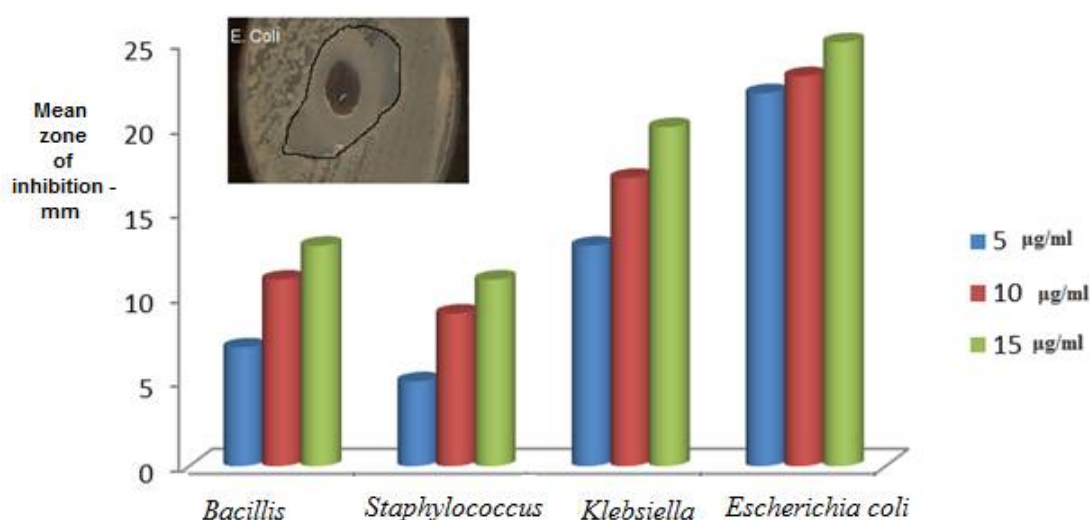 E. Coli
Mean
zone
of
inhibition -
mm
25
20
15
10
5
0
5 µg/ml
10 µg/ml
15 µg/ml
Bacillis Staphylococcus Klebsiella Escherichia coli